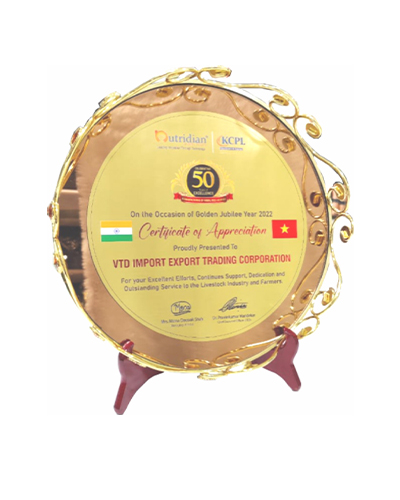 Nutridian® KCPL
50
On the Occasion of Golden Jubilee Year 2022
Certificate of Appreciation
Proudly Presented To
VTD IMPORT EXPORT TRADING CORPORATION
For your Excellent Efforts, Continues Support, Dedication and
Outstanding Service to the Livestock Industry and Farmers